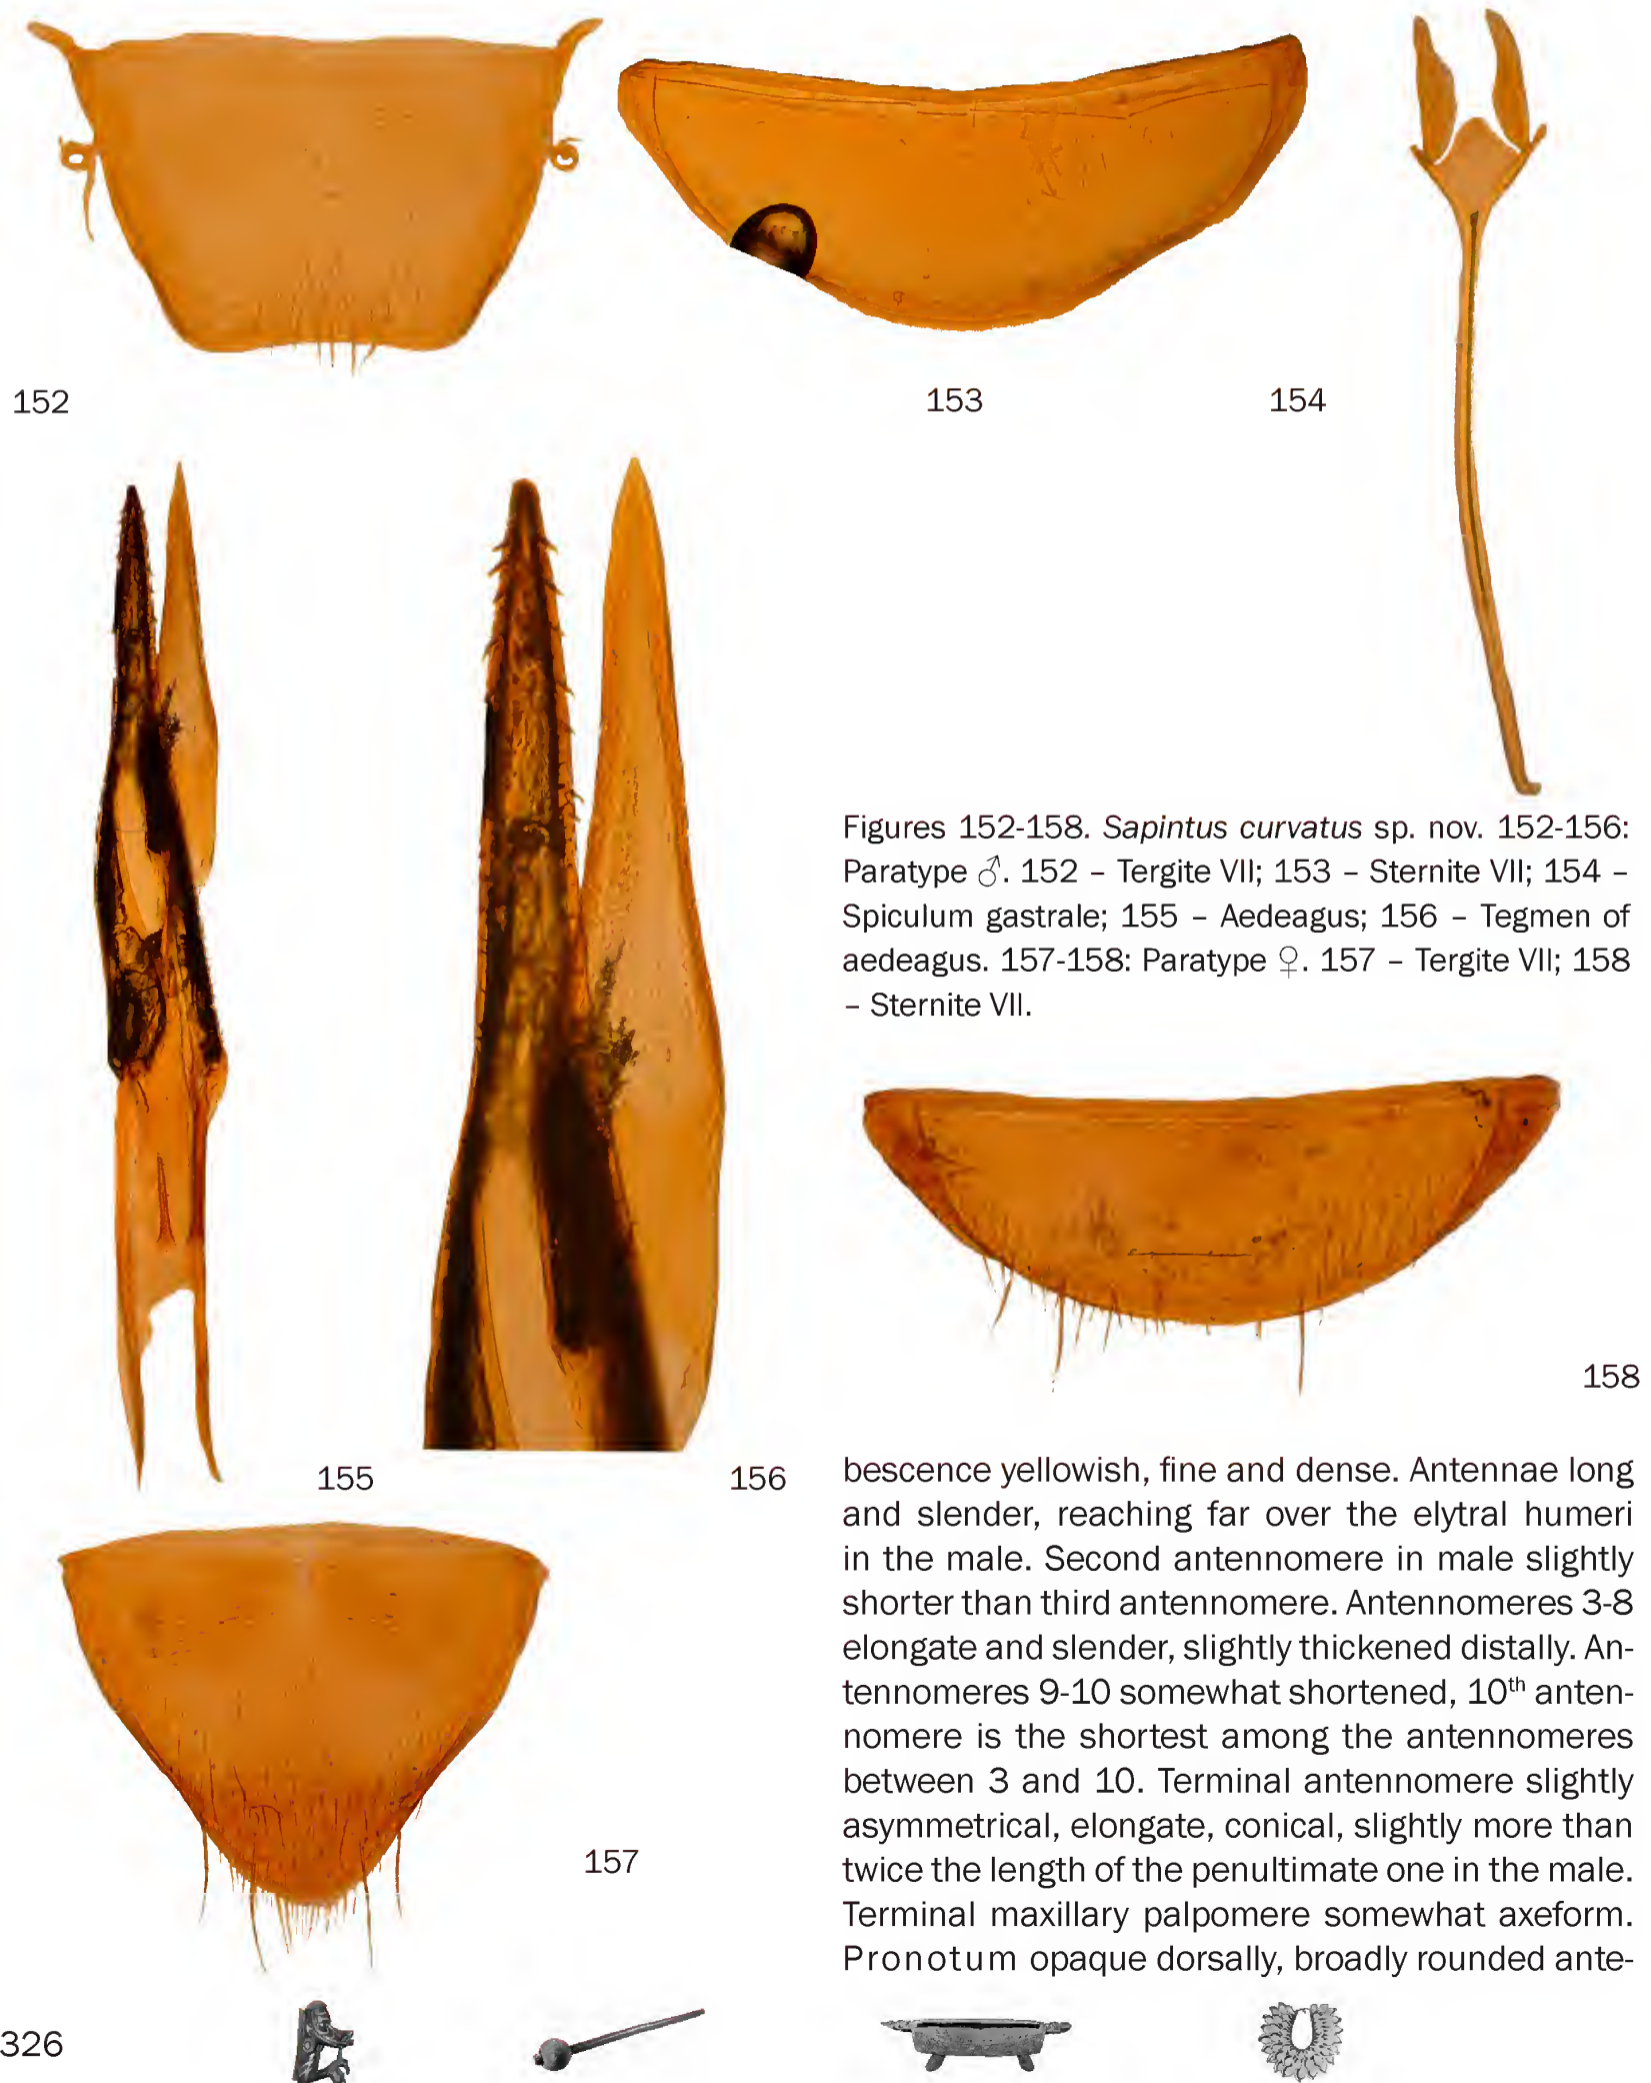 152
153
154
Figures 152-158. Sapintus curvatus sp. nov. 152-156:
Paratype ♂. 152 – Tergite VII; 153 – Sternite VII; 154 –
Spiculum gastrale; 155 – Aedeagus; 156 – Tegmen of
aedeagus. 157-158: Paratype ♀. 157 – Tergite VII; 158
– Sternite VII.
158
155
156
157
bescence yellowish, fine and dense. Antennae long
and slender, reaching far over the elytral humeri
in the male. Second antennomere in male slightly
shorter than third antennomere. Antennomeres 3-8
elongate and slender, slightly thickened distally. An-
tennomeres 9-10 somewhat shortened, 10th anten-
nomere is the shortest among the antennomeres
between 3 and 10. Terminal antennomere slightly
asymmetrical, elongate, conical, slightly more than
twice the length of the penultimate one in the male.
Terminal maxillary palpomere somewhat axeform.
Pronotum opaque dorsally, broadly rounded ante-
326